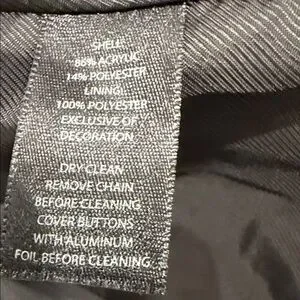 SHELL:
86% ACRYLIC
14% POLYESTER
LINING:
100% POLYESTER
EXCLUSIVE OF
DECORATION
DRY CLEAN
REMOVE CHAIN
BEFORE CLEANING
COVER BUTTONS
WITH ALUMINUM
FOIL BEFORE CLEANING